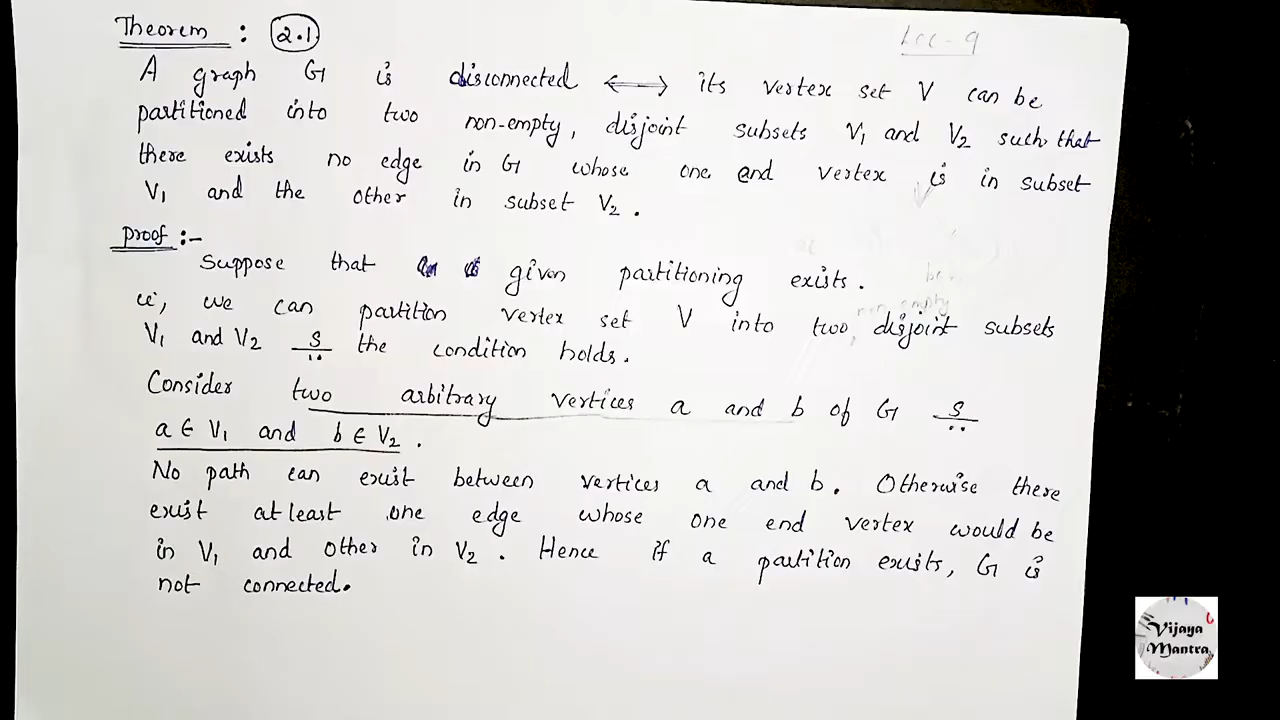 Theorem : 2.1
Lec - 9
A graph G is disconnected ⟷ its vertex set V can be
partitioned into two non-empty, disjoint subsets V₁ and V₂ such that
there exists no edge in G whose one end vertex is in subset
V₁ and the other in subset V₂.
Proof :-
Suppose that given partitioning exists.
ie, we can partition vertex set V into two, disjoint subsets
non empty
V₁ and V₂ s.. the condition holds.
Consider two arbitrary vertices a and b of G s..
a ∈ V₁ and b ∈ V₂.
No path can exist between vertices a and b. Otherwise there
exist atleast one edge whose one end vertex would be
in V₁ and other in V₂. Hence if a partition exists, G is
not connected.
Vijaya
Mantra